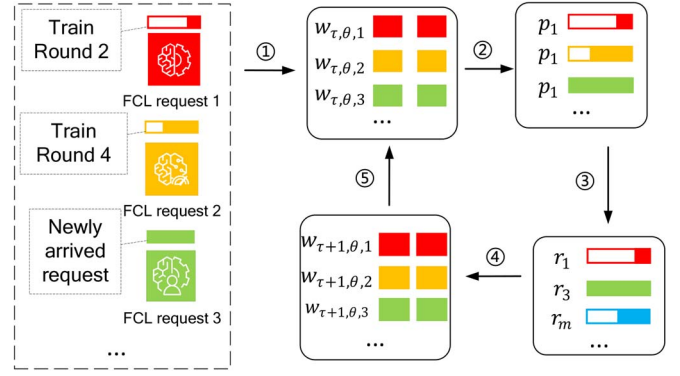 Train
Round 2
FCL request 1
Train
Round 4
FCL request 2
Newly
arrived
request
FCL request 3
...
①
w_{τ,θ,1}
w_{τ,θ,2}
w_{τ,θ,3}
...
②
p_1
p_1
p_1
...
③
r_1
r_3
r_m
...
④
w_{τ+1,θ,1}
w_{τ+1,θ,2}
w_{τ+1,θ,3}
...
⑤